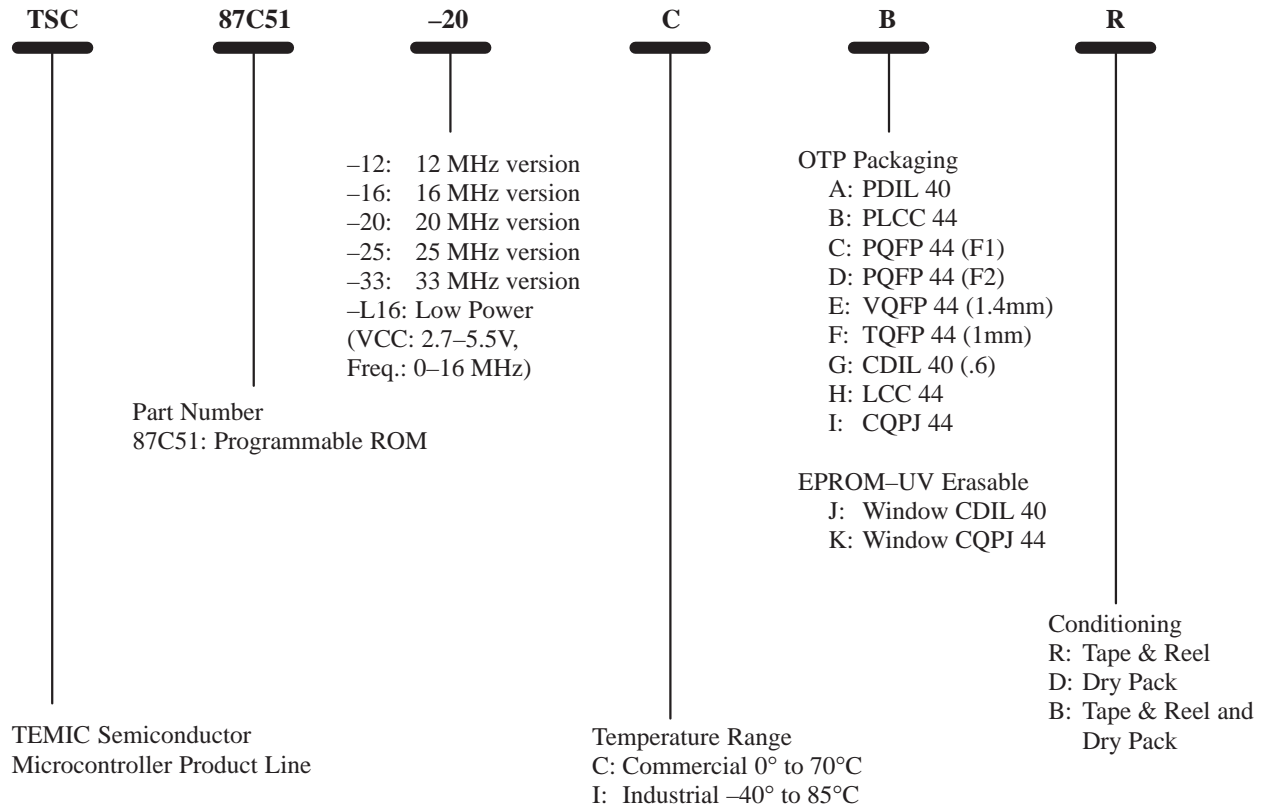 TSC 87C51 –20 C B R
–12: 12 MHz version
–16: 16 MHz version
–20: 20 MHz version
–25: 25 MHz version
–33: 33 MHz version
–L16: Low Power
(VCC: 2.7–5.5V,
Freq.: 0–16 MHz)
OTP Packaging
A: PDIL 40
B: PLCC 44
C: PQFP 44 (F1)
D: PQFP 44 (F2)
E: VQFP 44 (1.4mm)
F: TQFP 44 (1mm)
G: CDIL 40 (.6)
H: LCC 44
I: CQPJ 44
EPROM–UV Erasable
J: Window CDIL 40
K: Window CQPJ 44
Part Number
87C51: Programmable ROM
Conditioning
R: Tape & Reel
D: Dry Pack
B: Tape & Reel and
Dry Pack
TEMIC Semiconductor
Microcontroller Product Line
Temperature Range
C: Commercial 0° to 70°C
I: Industrial –40° to 85°C